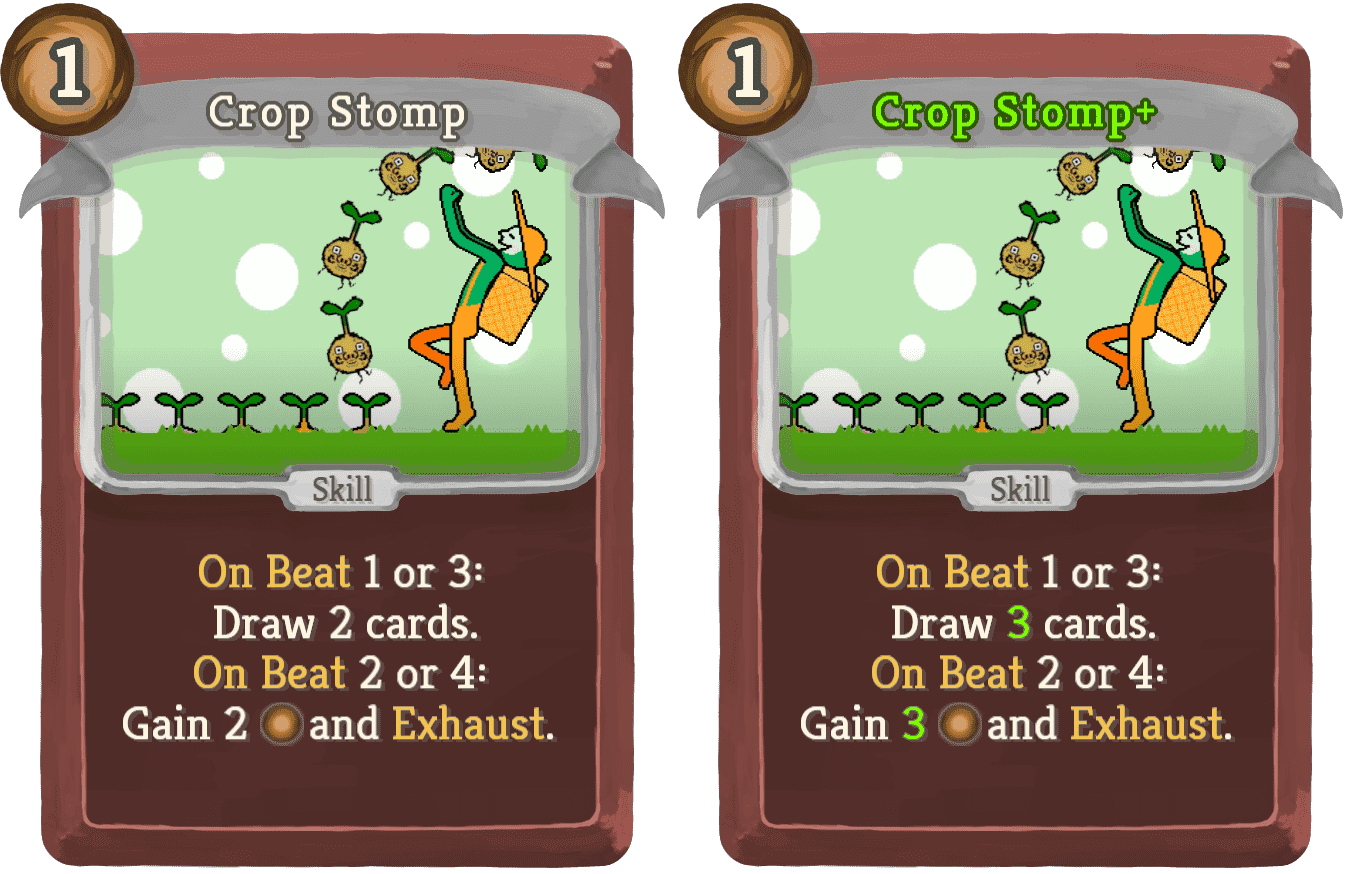 1
Crop Stomp
Skill
On Beat 1 or 3:
Draw 2 cards.
On Beat 2 or 4:
Gain 2 and Exhaust.
1
Crop Stomp+
Skill
On Beat 1 or 3:
Draw 3 cards.
On Beat 2 or 4:
Gain 3 and Exhaust.